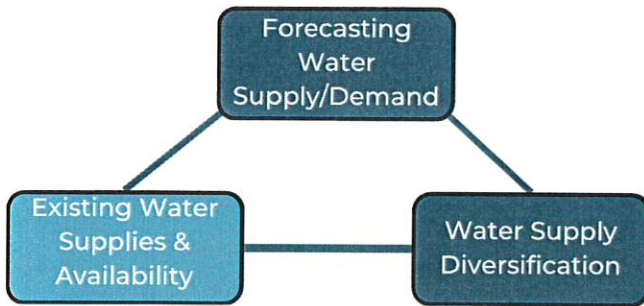 Forecasting
Water
Supply/Demand
Existing Water
Supplies &
Availability
Water Supply
Diversification